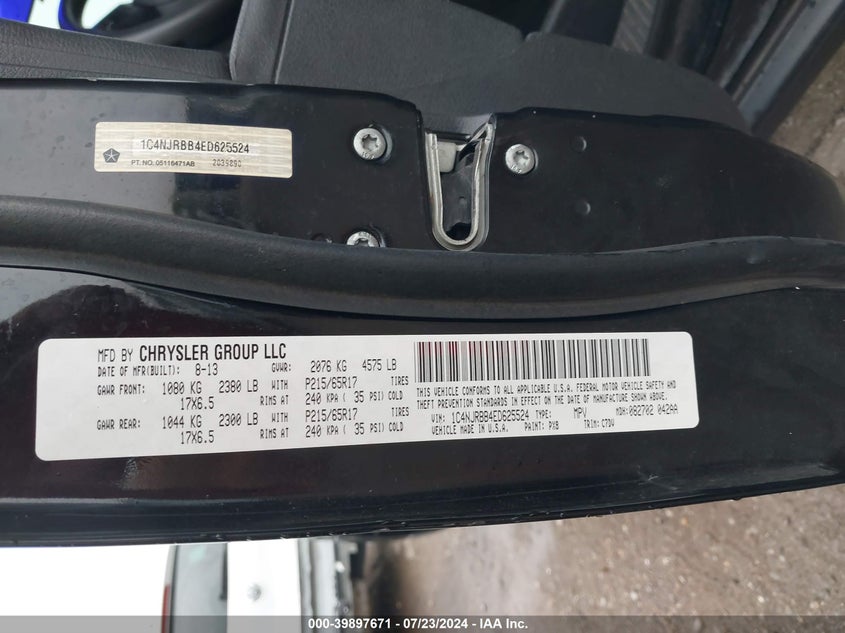 1C4NJRBB4ED625524
PT. NO. 05116471AB 2035890
MFD BY CHRYSLER GROUP LLC
DATE OF MFR(BUILT): 8-13 GVWR: 2076 KG 4575 LB
GAWR FRONT: 1080 KG 2380 LB WITH P215/65R17 TIRES
17X6.5 RIMS AT 240 KPA ( 35 PSI) COLD
GAWR REAR: 1044 KG 2300 LB WITH P215/65R17 TIRES
17X6.5 RIMS AT 240 KPA ( 35 PSI) COLD
THIS VEHICLE CONFORMS TO ALL APPLICABLE U.S.A. FEDERAL MOTOR VEHICLE SAFETY AND
THEFT PREVENTION STANDARDS IN EFFECT ON THE DATE OF MANUFACTURE SHOWN ABOVE.
VIN: 1C4NJRBB4ED625524 TYPE: MPV MDH: 082702 042AA
VEHICLE MADE IN U.S.A. PAINT: PXB TRIM: C7DV
000-39897671 - 07/23/2024 - IAA Inc.